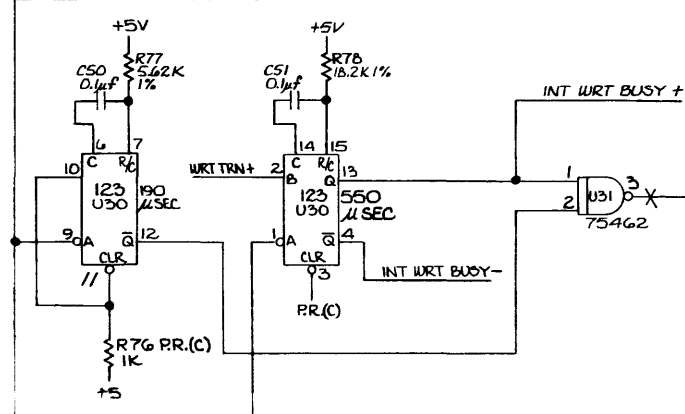 +5V
R77
5.62K
1%
C50
0.1µf
6
7
C
R/C
10
123
U30
190
µSEC
9
A
Q̅
12
CLR
11
R76 P.R.(C)
1K
+5
+5V
R78
18.2K 1%
C51
0.1µf
14
15
C
R/C
WRT TRN+
2
B
Q
13
123
U30
550
µSEC
1
A
Q̅
4
CLR
3
P.R.(C)
INT WRT BUSY-
INT WRT BUSY +
1
2
U31
3
75462